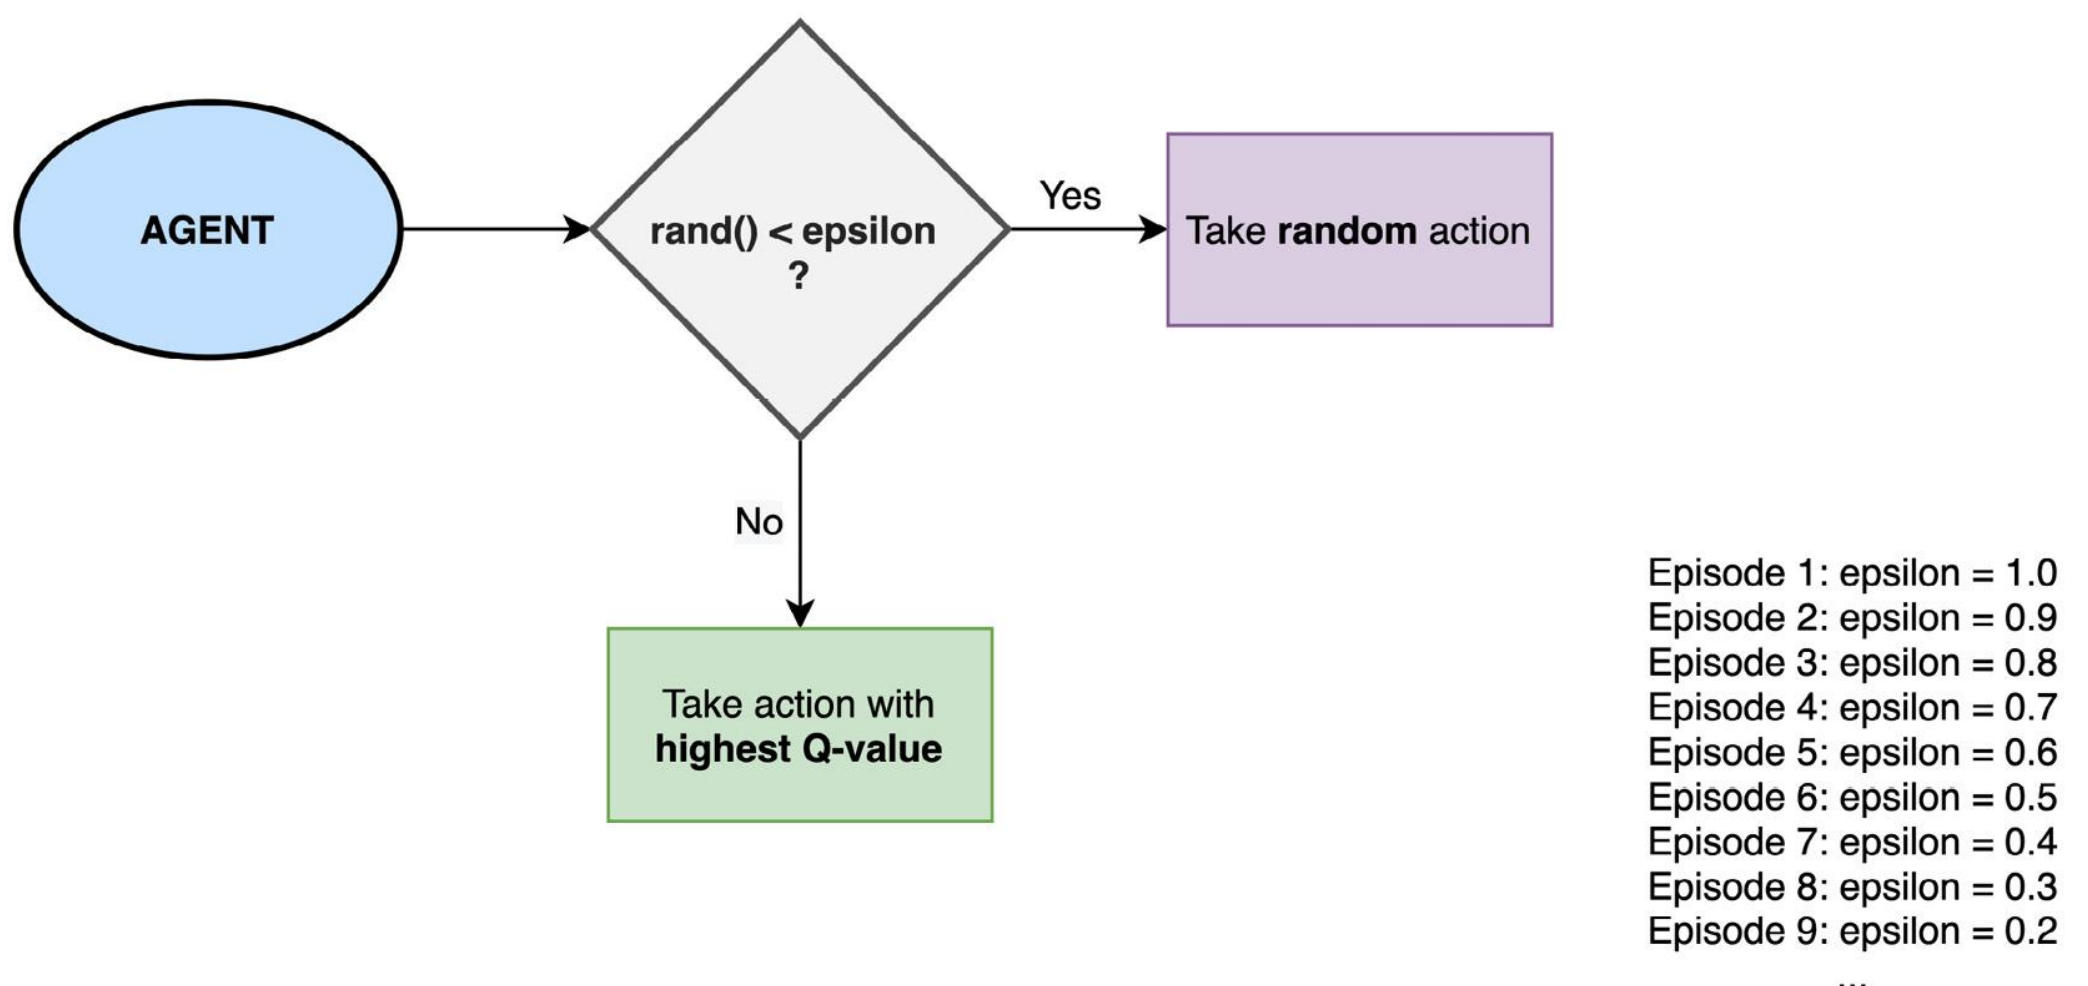 AGENT
rand() < epsilon
?
Yes
Take random action
No
Take action with
highest Q-value
Episode 1: epsilon = 1.0
Episode 2: epsilon = 0.9
Episode 3: epsilon = 0.8
Episode 4: epsilon = 0.7
Episode 5: epsilon = 0.6
Episode 6: epsilon = 0.5
Episode 7: epsilon = 0.4
Episode 8: epsilon = 0.3
Episode 9: epsilon = 0.2
...